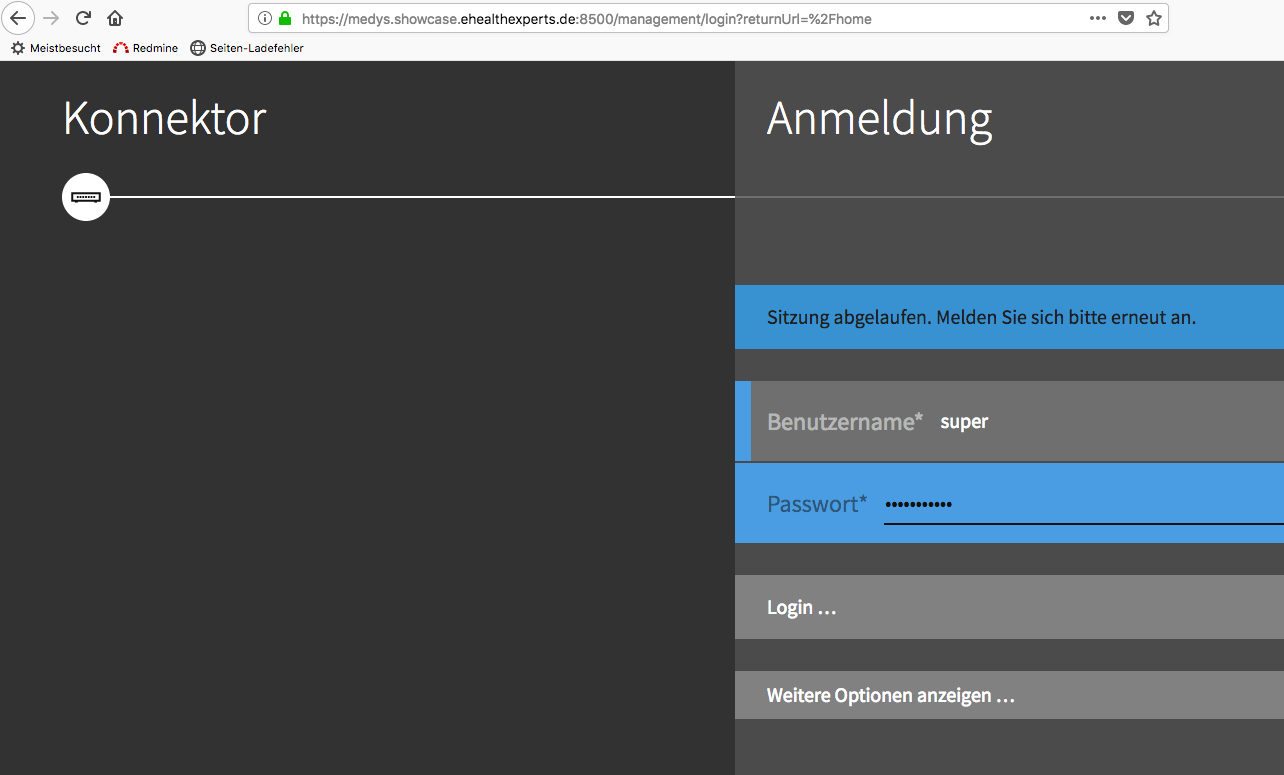 https://medys.showcase.ehealthexperts.de:8500/management/login?returnUrl=%2Fhome
Meistbesucht Redmine Seiten-Ladefehler
Konnektor
Anmeldung
Sitzung abgelaufen. Melden Sie sich bitte erneut an.
Benutzername* super
Passwort* •••••••••••
Login …
Weitere Optionen anzeigen …